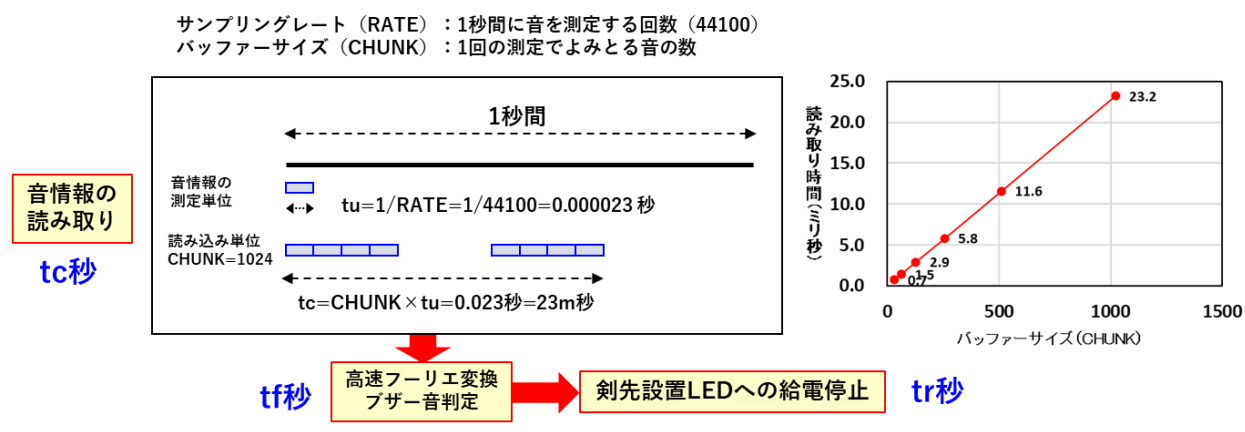 サンプリングレート（RATE）：1秒間に音を測定する回数（44100）
バッファーサイズ（CHUNK）：1回の測定でよみとる音の数
音情報の
読み取り
tc秒
1秒間
音情報の
測定単位
tu=1/RATE=1/44100=0.000023 秒
読み込み単位
CHUNK=1024
tc=CHUNK×tu=0.023秒=23m秒
読み取り時間（ミリ秒）
25.0
20.0
15.0
10.0
5.0
0.0
23.2
11.6
5.8
2.9
1.5
0.7
0
500
1000
1500
バッファーサイズ（CHUNK）
tf秒
高速フーリエ変換
ブザー音判定
剣先設置LEDへの給電停止
tr秒